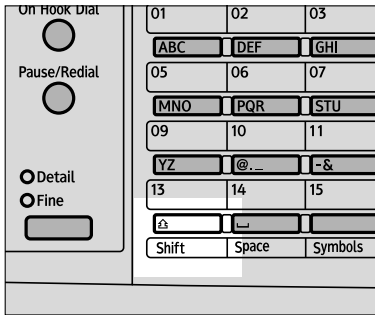 On Hook Dial
01 02 03
ABC DEF GHI
Pause/Redial
05 06 07
MNO PQR STU
09 10 11
YZ @._ -&
Detail
13 14 15
Fine
Shift Space Symbols